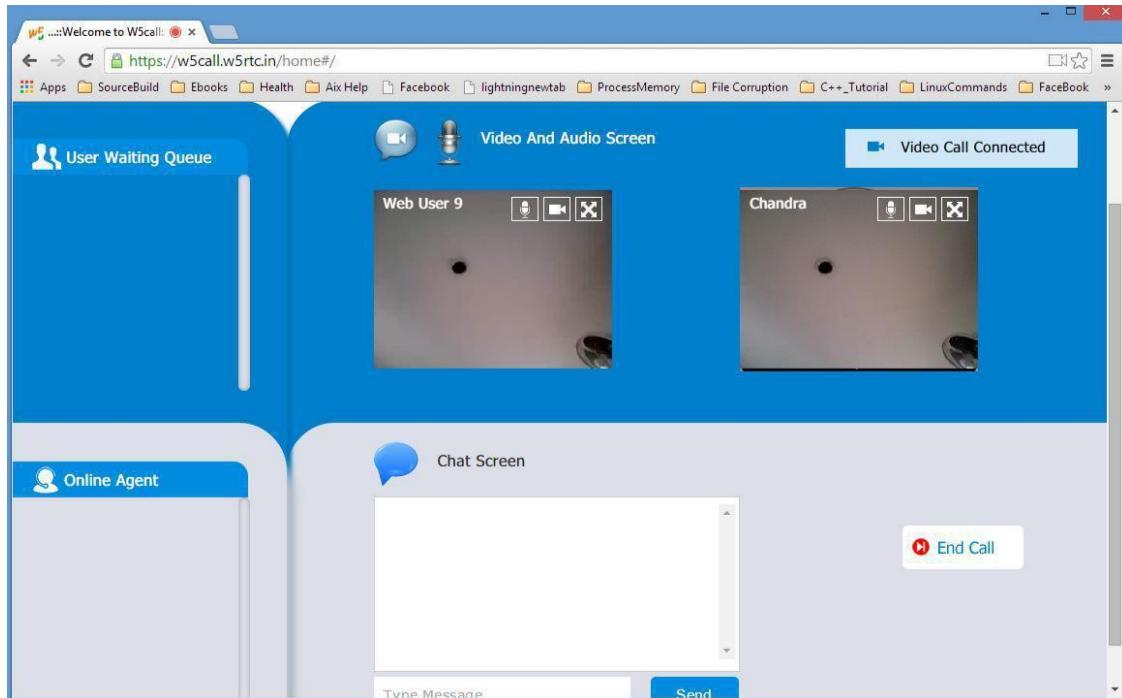 w5 ...::Welcome to W5call:
https://w5call.w5rtc.in/home#/
Apps SourceBuild Ebooks Health Aix Help Facebook lightningnewtab ProcessMemory File Corruption C++_Tutorial LinuxCommands FaceBook »
User Waiting Queue
Video And Audio Screen
Video Call Connected
Web User 9
Chandra
Online Agent
Chat Screen
End Call
Type Message
Send